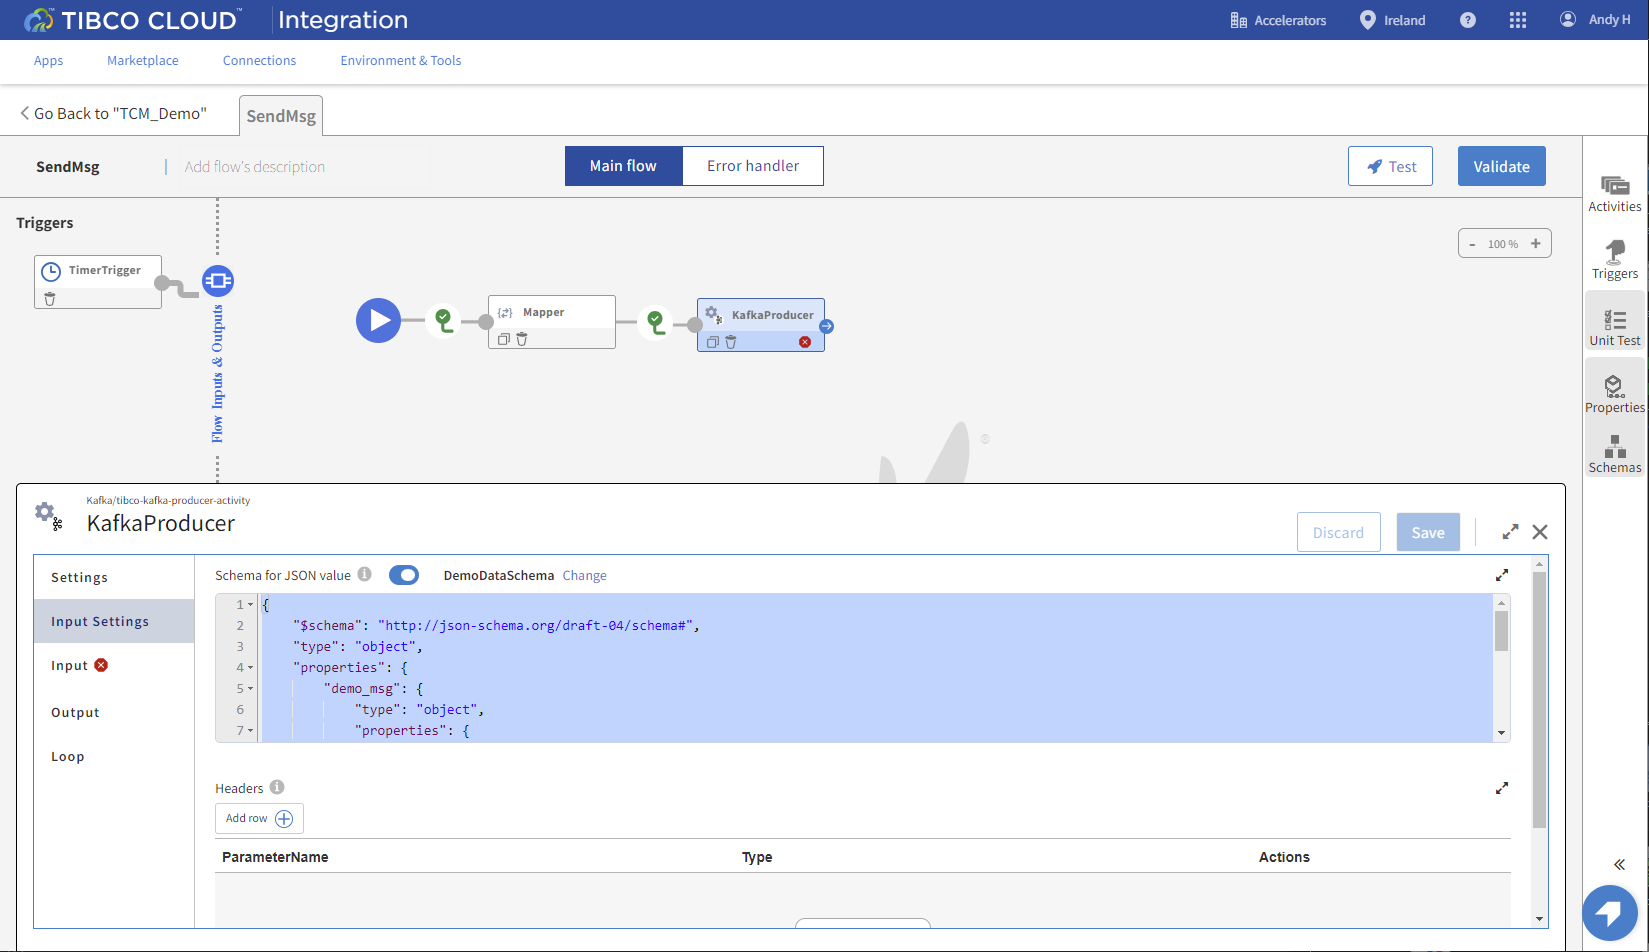 TIBCO CLOUD™ Integration
Accelerators
Ireland
?
Andy H
Apps
Marketplace
Connections
Environment & Tools
Go Back to "TCM_Demo"
SendMsg
SendMsg
Add flow's description
Main flow
Error handler
Test
Validate
Triggers
TimerTrigger
Flow Inputs & Outputs
Mapper
KafkaProducer
- 100 % +
Activities
Triggers
Unit Test
Properties
Schemas
®
Kafka/tibco-kafka-producer-activity
KafkaProducer
Discard
Save
Settings
Input Settings
Input
Output
Loop
Schema for JSON value
DemoDataSchema Change
1 {
2 "$schema": "http://json-schema.org/draft-04/schema#",
3 "type": "object",
4 "properties": {
5 "demo_msg": {
6 "type": "object",
7 "properties": {
Headers
Add row
ParameterName Type Actions